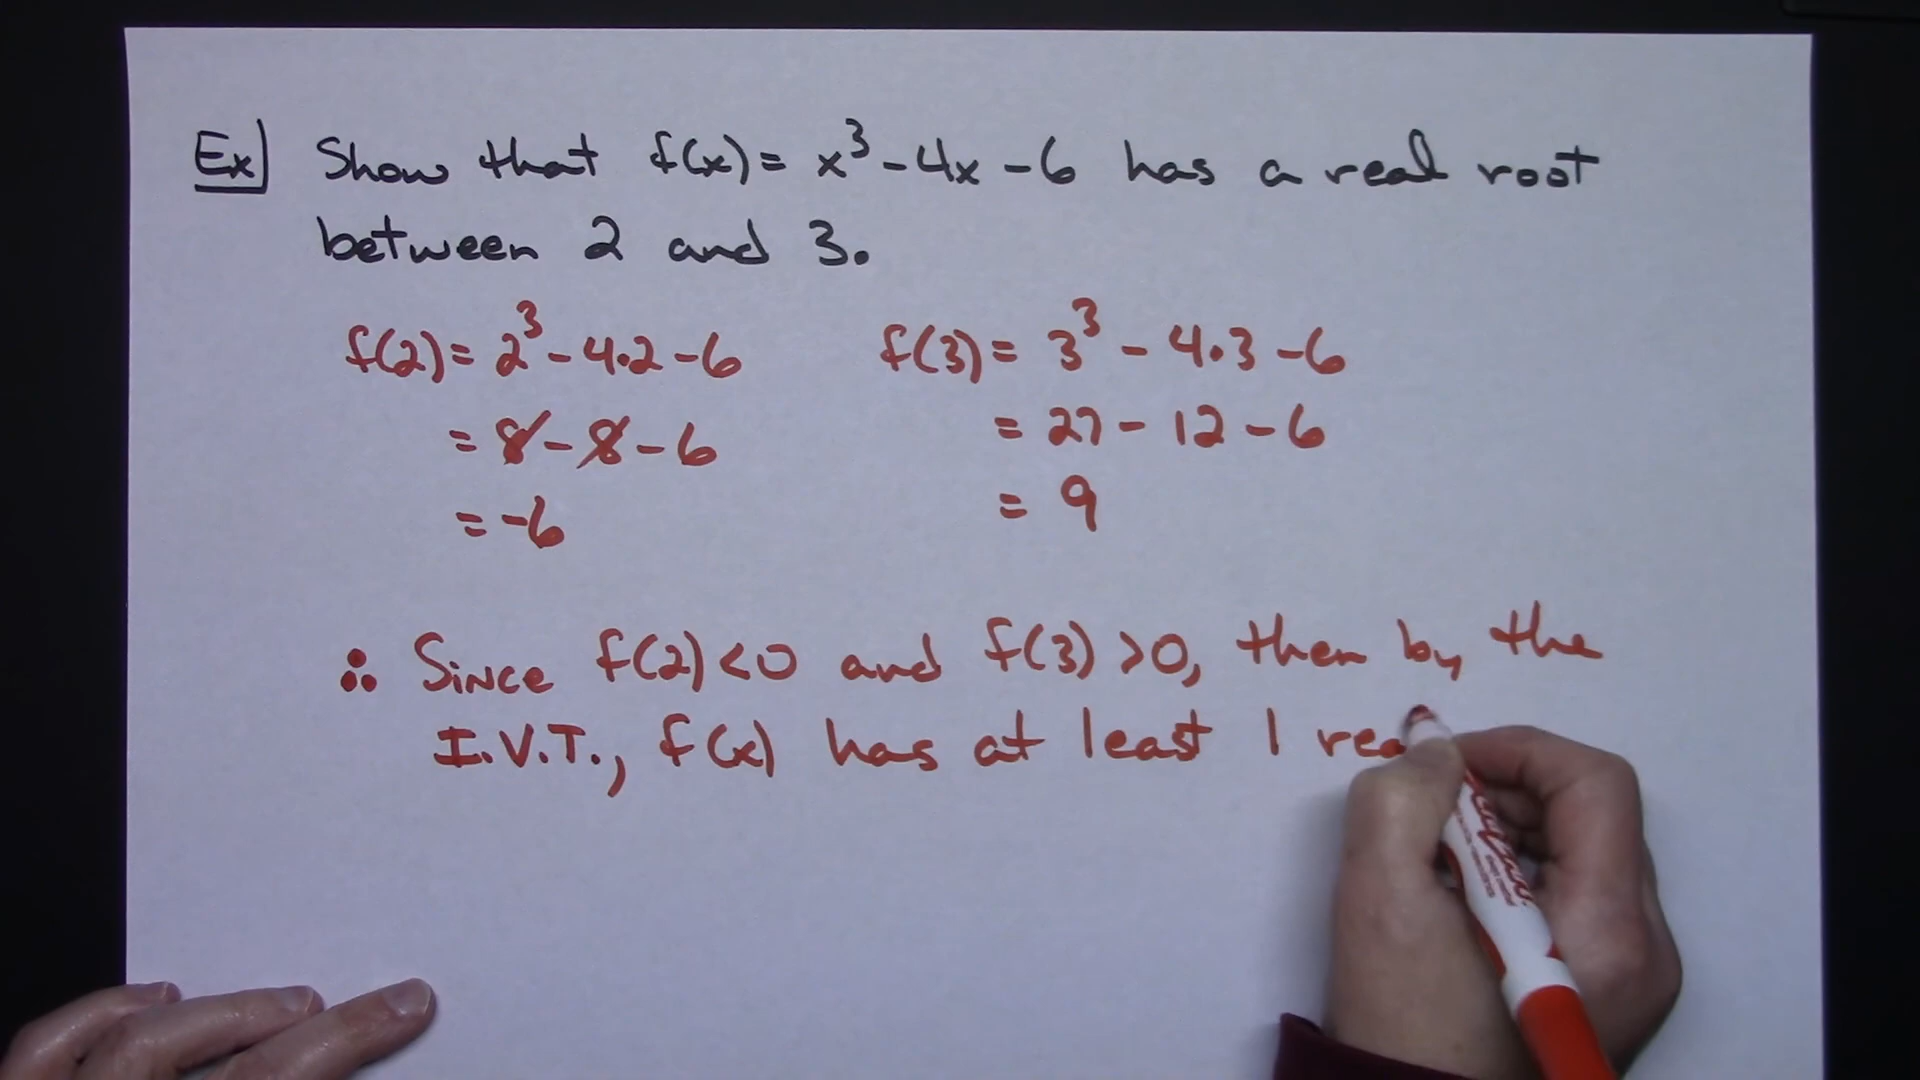 Ex] Show that f(x) = x³ - 4x - 6 has a real root
between 2 and 3.
f(2) = 2³ - 4•2 - 6
= 8 - 8 - 6
= -6
f(3) = 3³ - 4•3 - 6
= 27 - 12 - 6
= 9
∴ Since f(2) < 0 and f(3) > 0, then by the
I.V.T., f(x) has at least 1 rea